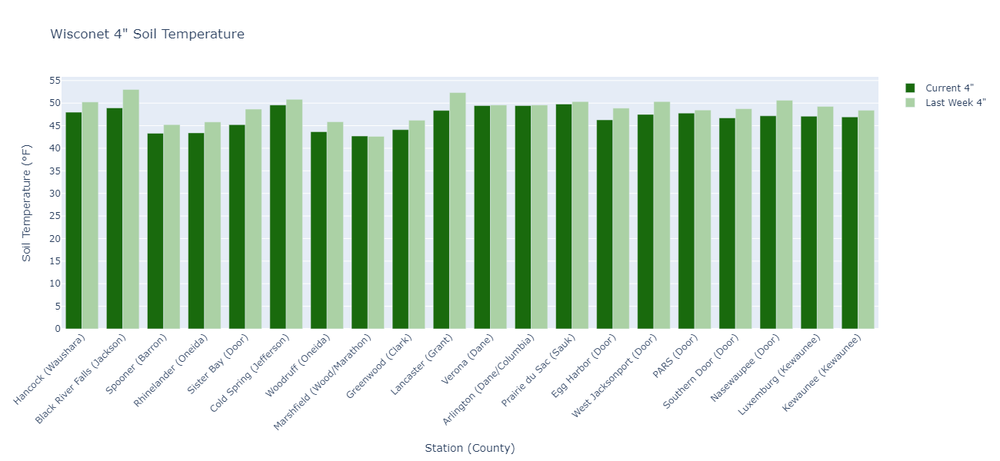 Wisconet 4" Soil Temperature
Current 4"
Last Week 4"
55
50
45
40
35
30
25
20
15
10
5
0
Soil Temperature (°F)
Hancock (Waushara)
Black River Falls (Jackson)
Spooner (Barron)
Rhinelander (Oneida)
Sister Bay (Door)
Cold Spring (Jefferson)
Woodruff (Oneida)
Marshfield (Wood/Marathon)
Greenwood (Clark)
Lancaster (Grant)
Verona (Dane)
Arlington (Dane/Columbia)
Prairie du Sac (Sauk)
Egg Harbor (Door)
West Jacksonport (Door)
PARS (Door)
Southern Door (Door)
Nasewaupee (Door)
Luxemburg (Kewaunee)
Kewaunee (Kewaunee)
Station (County)